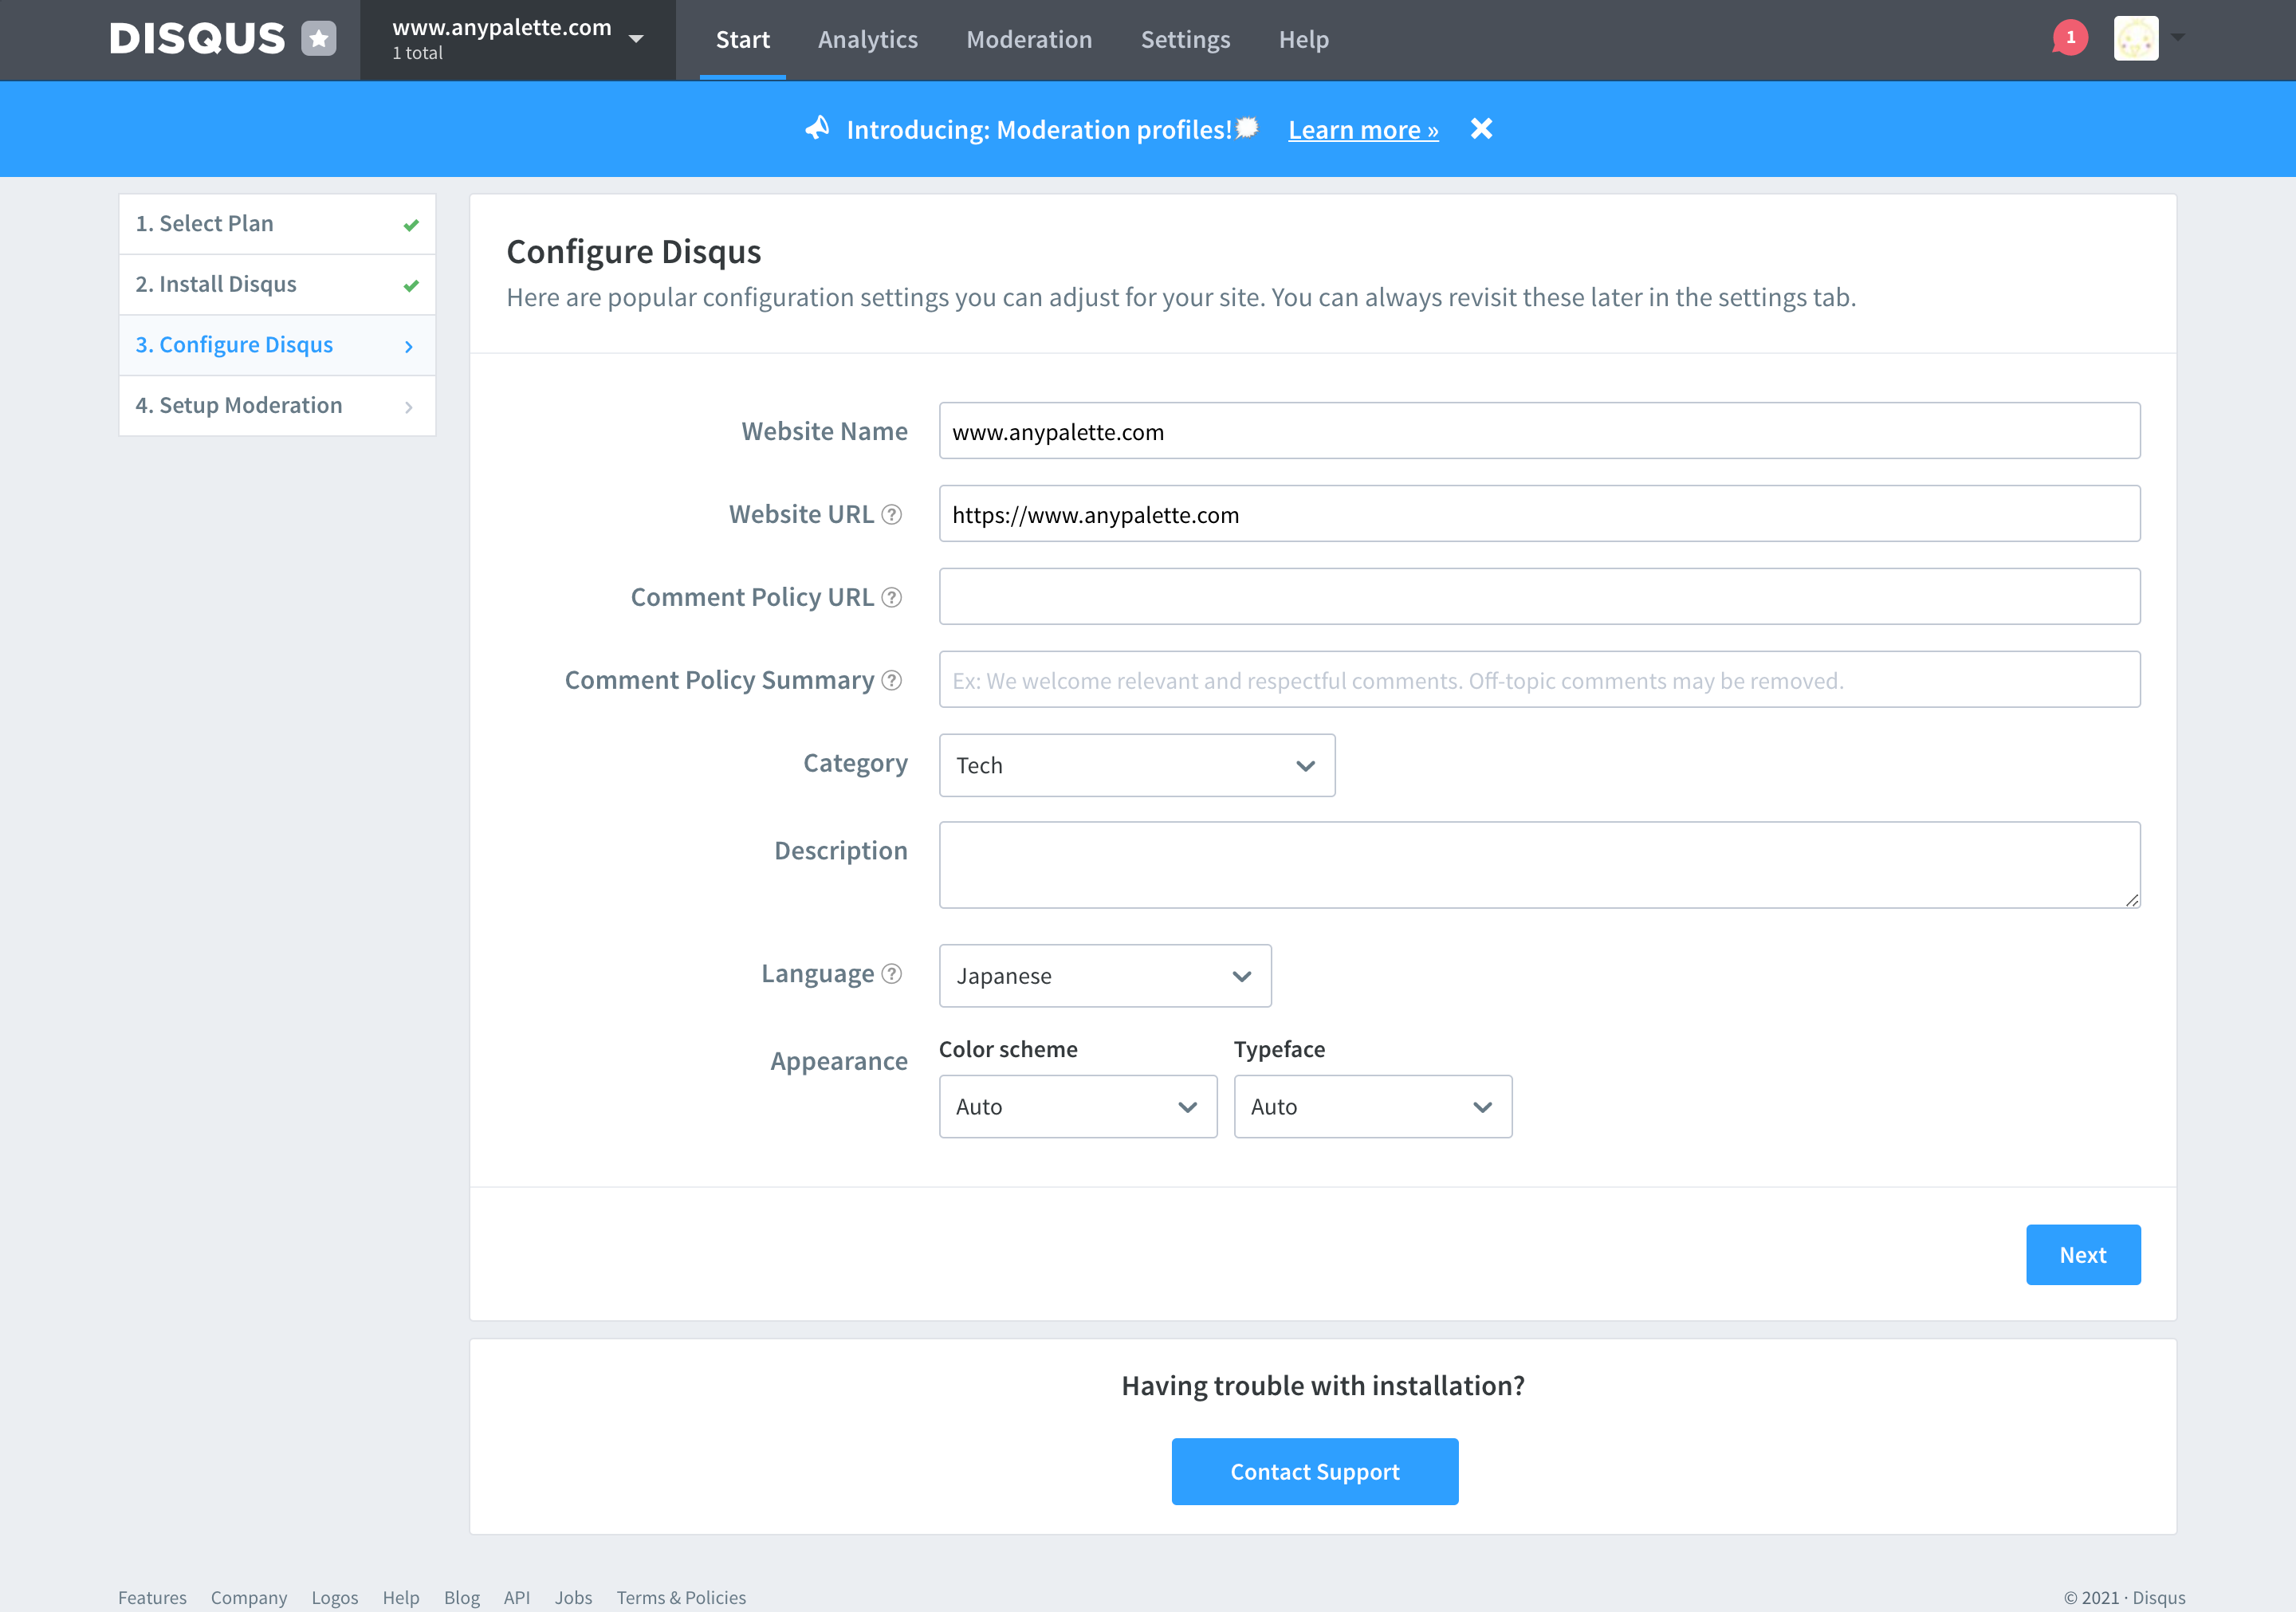 DISQUS
www.anypalette.com
1 total
Start
Analytics
Moderation
Settings
Help
1
Introducing: Moderation profiles!
Learn more »
1. Select Plan
2. Install Disqus
3. Configure Disqus
4. Setup Moderation
Configure Disqus
Here are popular configuration settings you can adjust for your site. You can always revisit these later in the settings tab.
Website Name
www.anypalette.com
Website URL ?
https://www.anypalette.com
Comment Policy URL ?
Comment Policy Summary ?
Ex: We welcome relevant and respectful comments. Off-topic comments may be removed.
Category
Tech
Description
Language ?
Japanese
Appearance
Color scheme
Typeface
Auto
Auto
Next
Having trouble with installation?
Contact Support
Features Company Logos Help Blog API Jobs Terms & Policies
© 2021 · Disqus